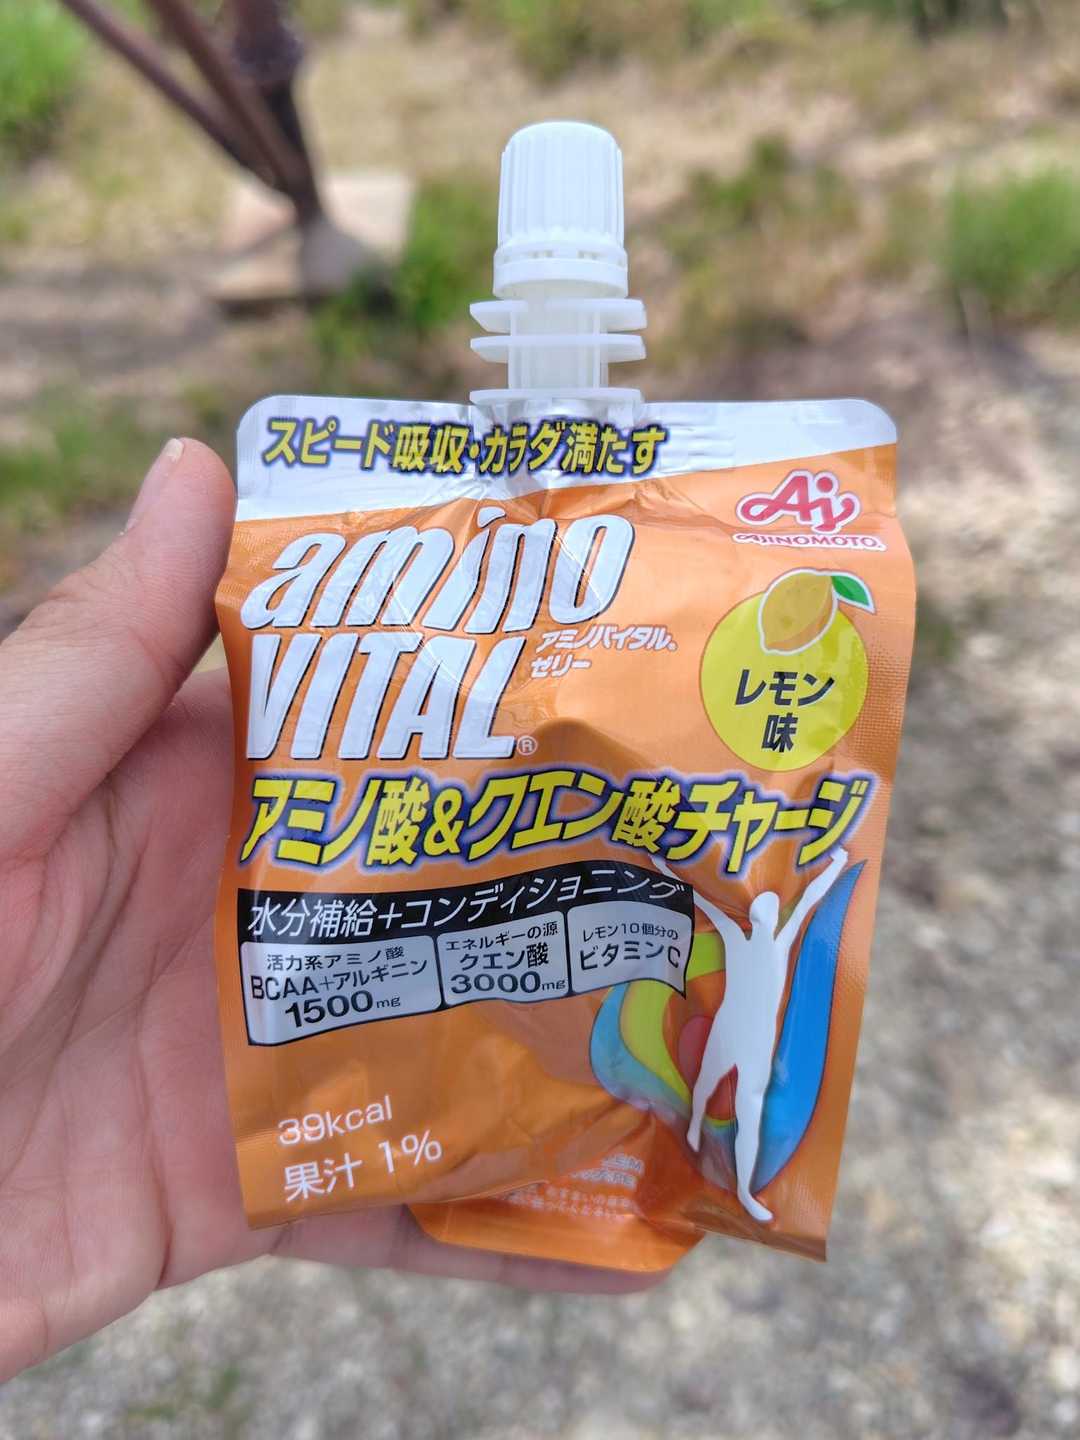 スピード吸収・カラダ満たす
Aj
AJINOMOTO®
amino
VITAL®
アミノバイタル®
ゼリー
レモン
味
アミノ酸&クエン酸チャージ
水分補給+コンディショニング
活力系アミノ酸
BCAA+アルギニン
1500mg
エネルギーの源
クエン酸
3000mg
レモン10個分の
ビタミンC
39kcal
果汁 1%